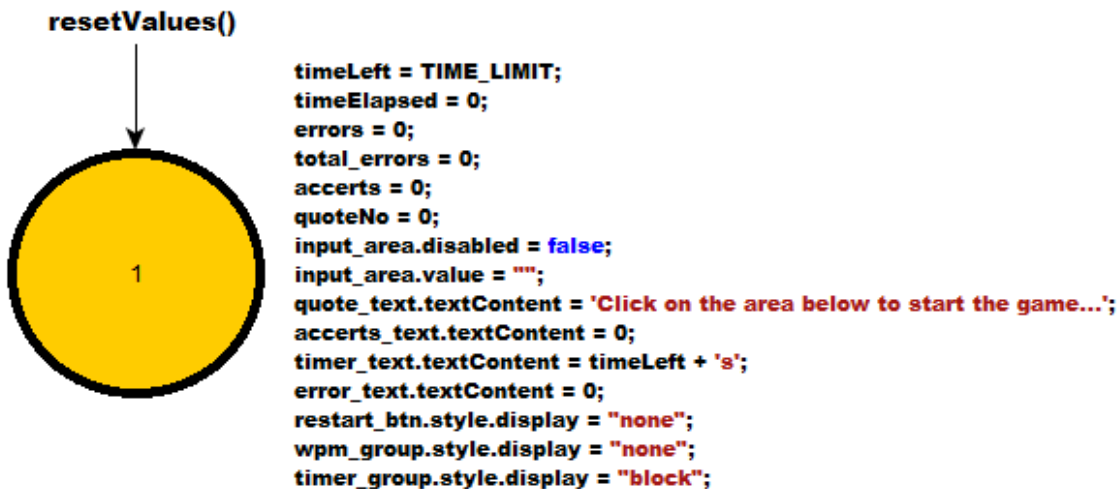 resetValues()
timeLeft = TIME_LIMIT;
timeElapsed = 0;
errors = 0;
total_errors = 0;
accerts = 0;
quoteNo = 0;
input_area.disabled = false;
input_area.value = "";
quote_text.textContent = 'Click on the area below to start the game...';
accerts_text.textContent = 0;
timer_text.textContent = timeLeft + 's';
error_text.textContent = 0;
restart_btn.style.display = "none";
wpm_group.style.display = "none";
timer_group.style.display = "block";
1